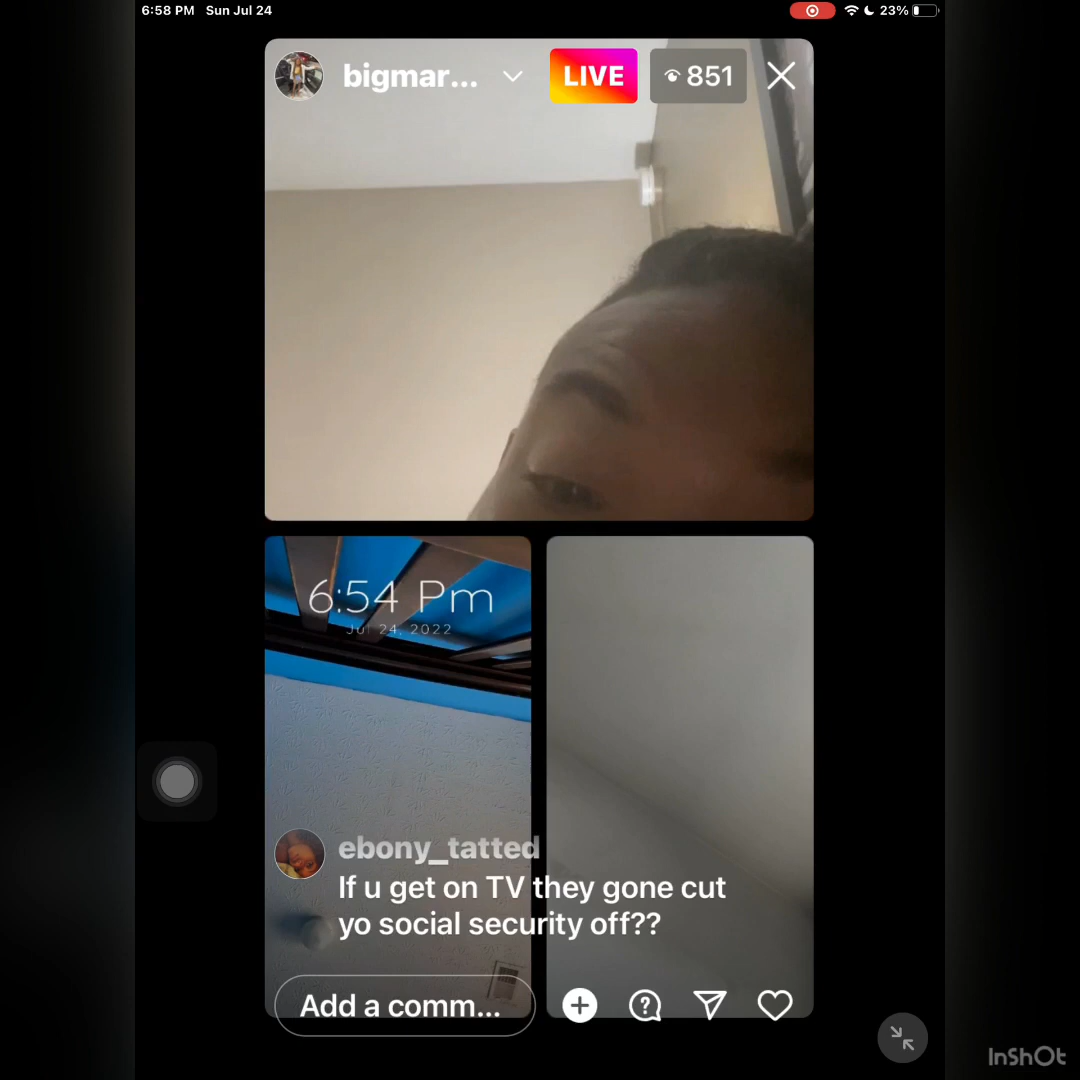 6:58 PM Sun Jul 24
23%
bigmar...
LIVE
851
6:54 Pm
Jul 24, 2022
ebony_tatted
If u get on TV they gone cut
yo social security off??
Add a comm...
InShOt